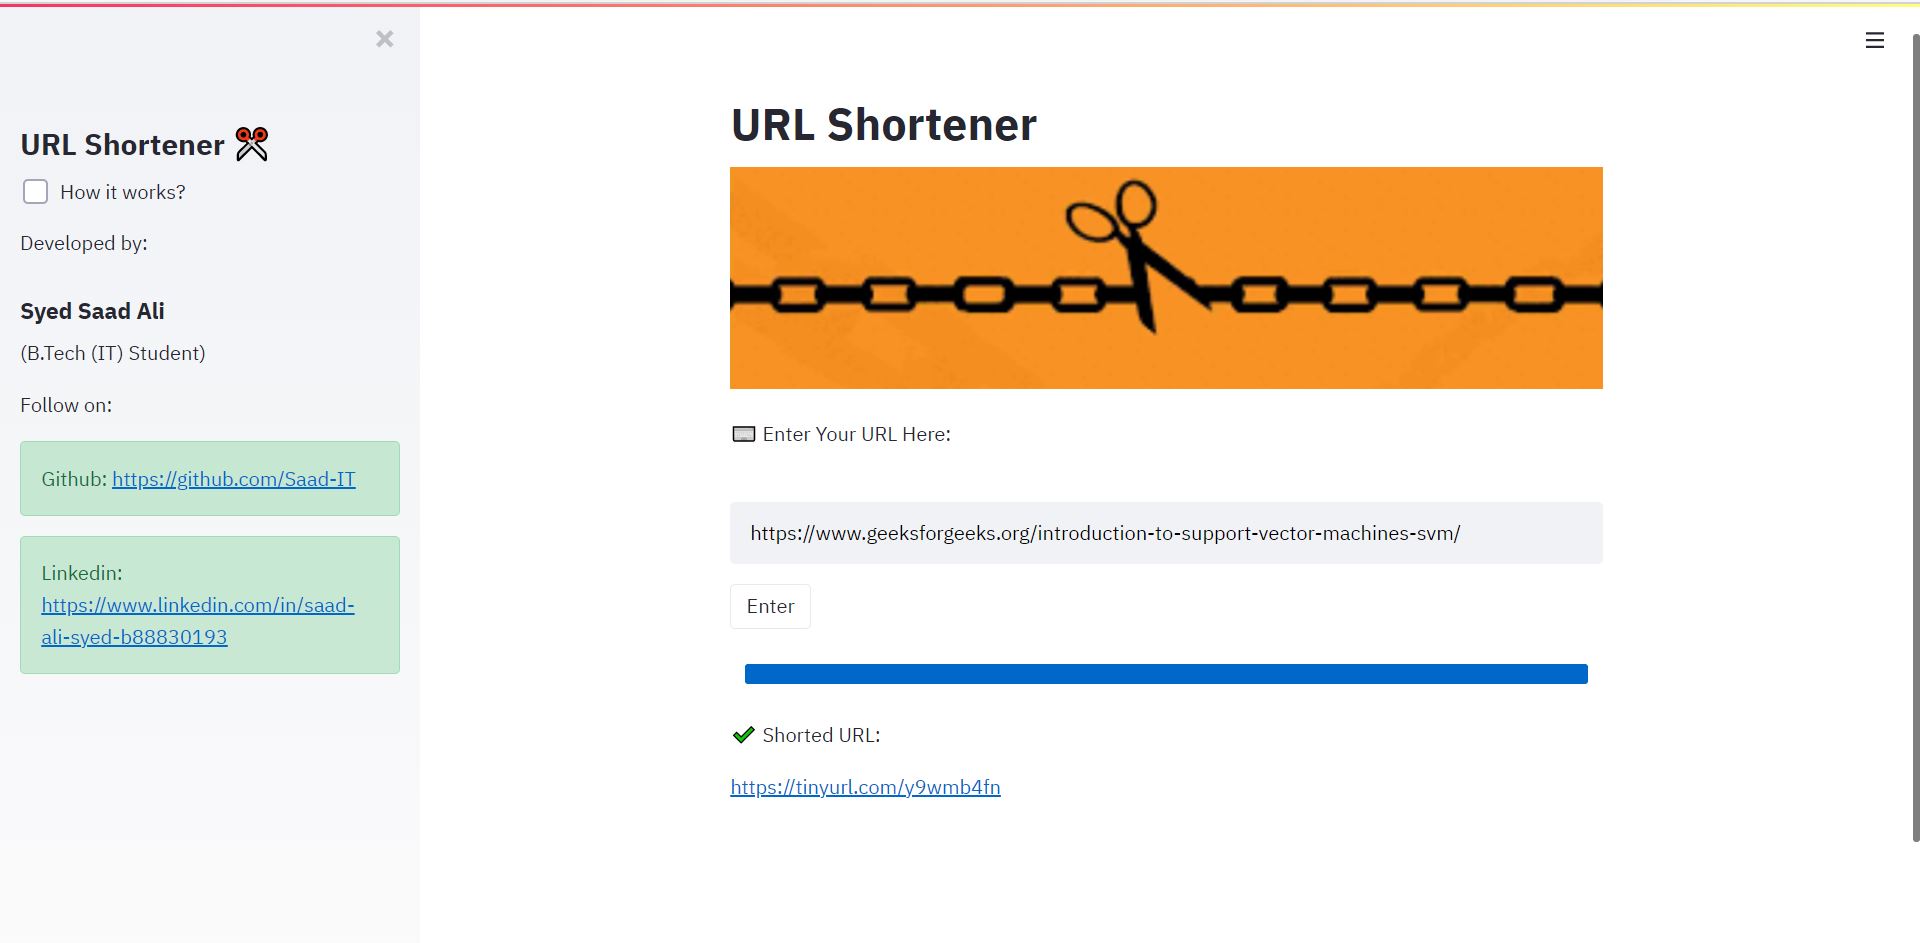 URL Shortener
How it works?
Developed by:
Syed Saad Ali
(B.Tech (IT) Student)
Follow on:
Github: https://github.com/Saad-IT
Linkedin:
https://www.linkedin.com/in/saad-
ali-syed-b88830193
URL Shortener
Enter Your URL Here:
https://www.geeksforgeeks.org/introduction-to-support-vector-machines-svm/
Enter
Shorted URL:
https://tinyurl.com/y9wmb4fn